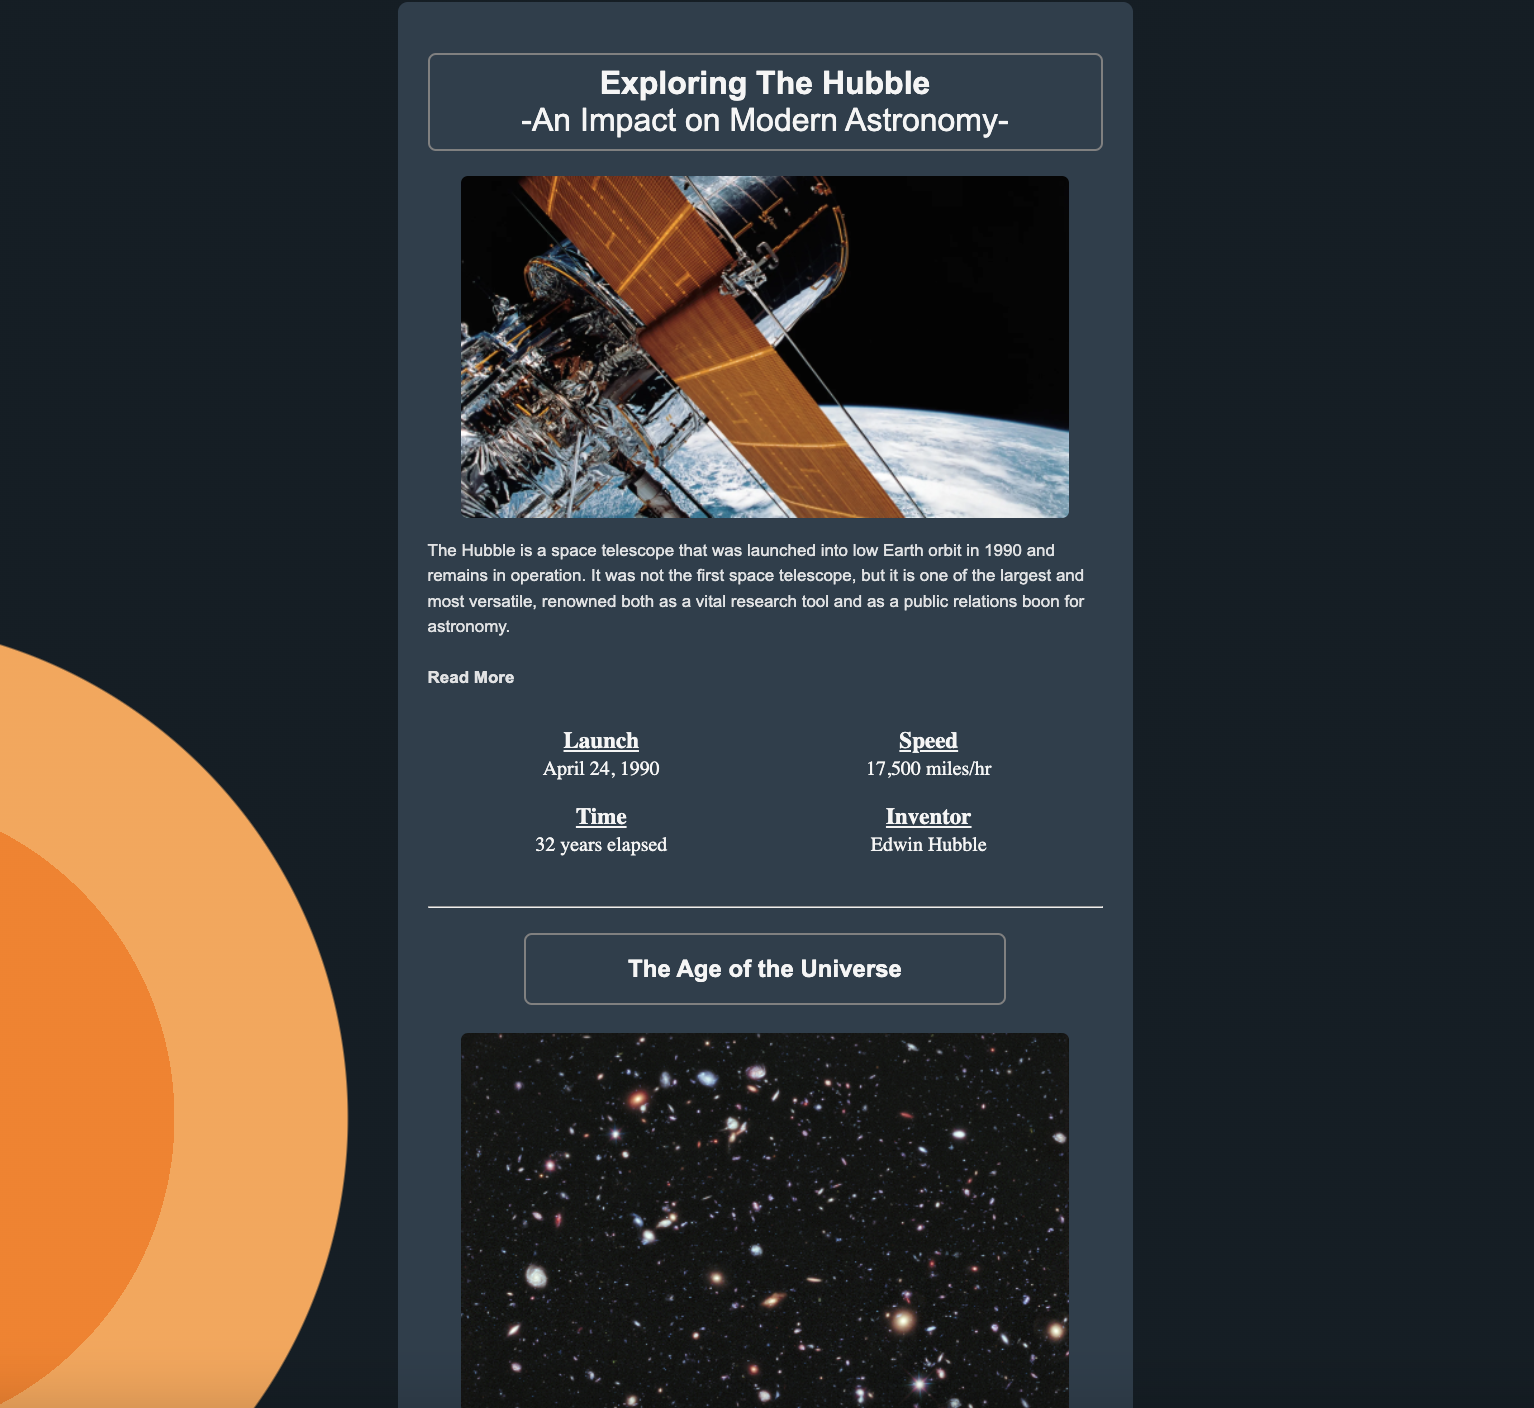 Exploring The Hubble
-An Impact on Modern Astronomy-
The Hubble is a space telescope that was launched into low Earth orbit in 1990 and
remains in operation. It was not the first space telescope, but it is one of the largest and
most versatile, renowned both as a vital research tool and as a public relations boon for
astronomy.
Read More
Launch
April 24, 1990
Speed
17,500 miles/hr
Time
32 years elapsed
Inventor
Edwin Hubble
The Age of the Universe